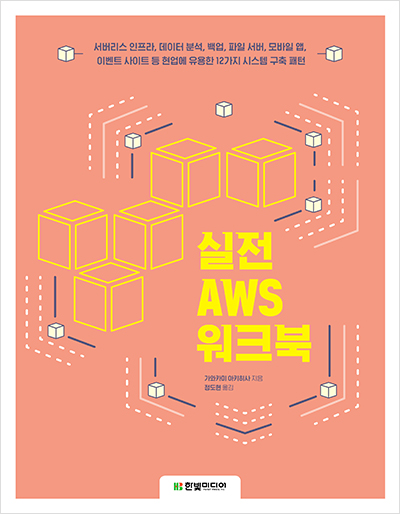 서버리스 인프라, 데이터 분석, 백업, 파일 서버, 모바일 앱,
이벤트 사이트 등 현업에 유용한 12가지 시스템 구축 패턴
실전
AWS
워크북
가와카미 아키히사 지음
정도현 옮김
한빛미디어